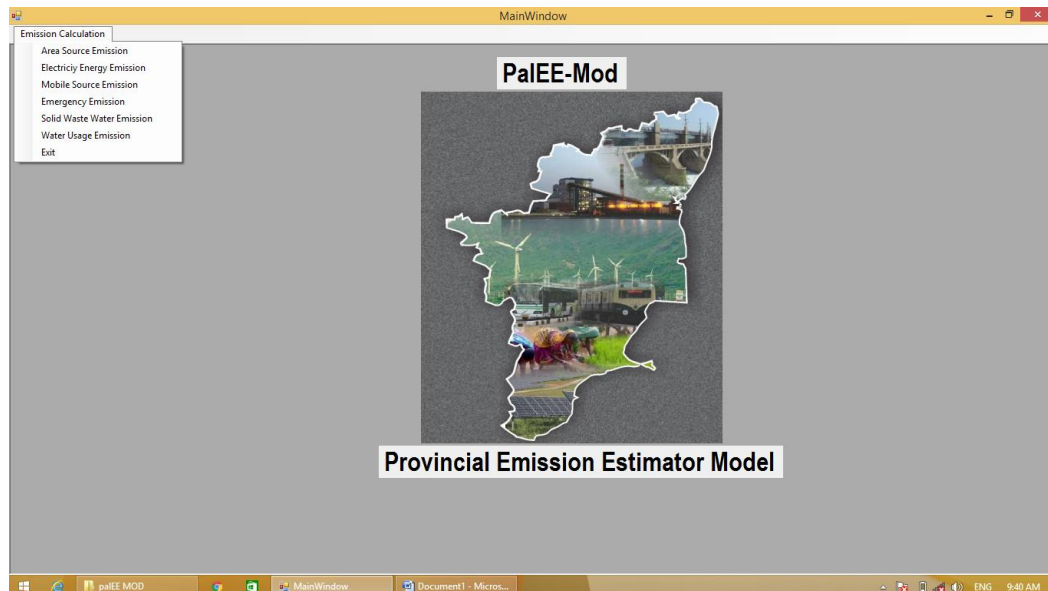 MainWindow
Emission Calculation
Area Source Emission
Electriciy Energy Emission
Mobile Source Emission
Emergency Emission
Solid Waste Water Emission
Water Usage Emission
Exit
PalEE-Mod
Provincial Emission Estimator Model
palEE MOD
MainWindow
Document1 - Micros...
ENG
9:40 AM